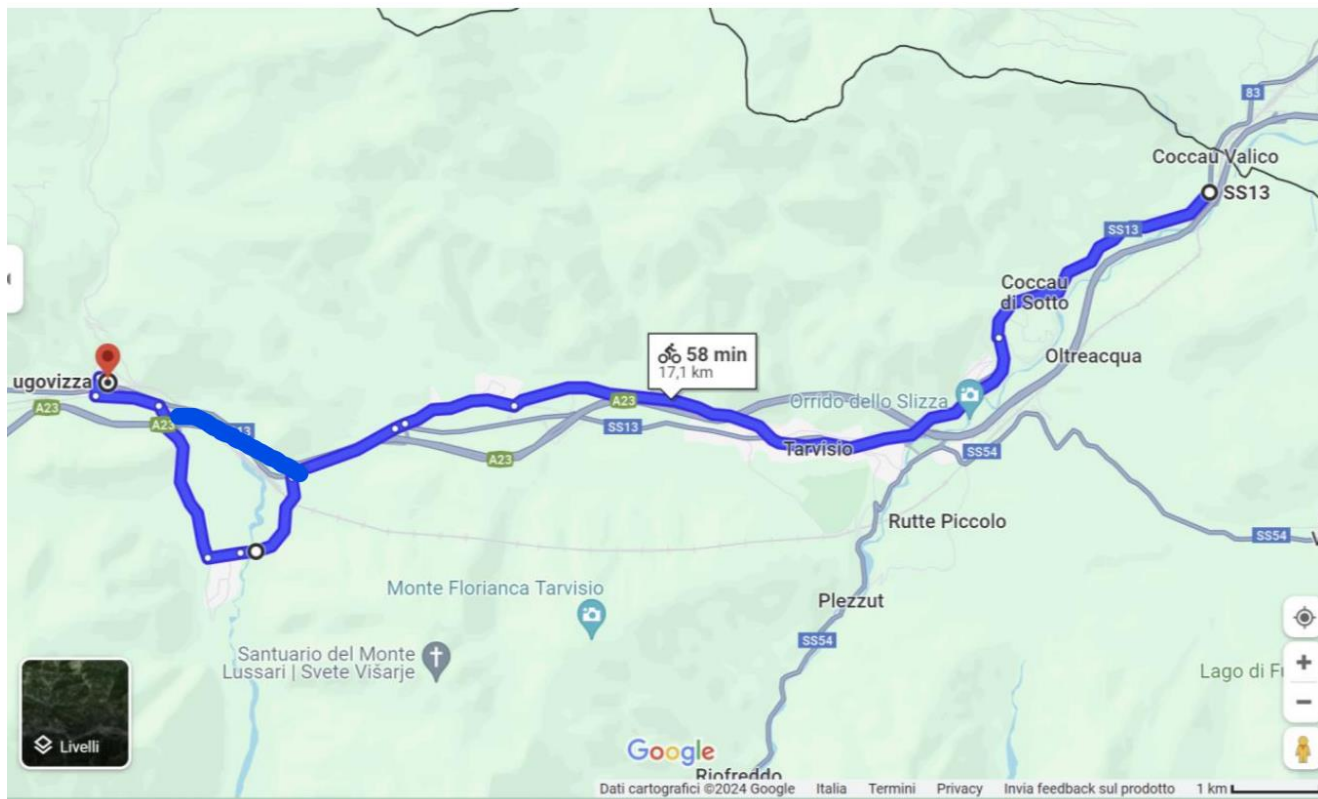 83
Coccau Valico
SS13
SS13
Coccau
di Sotto
Oltreacqua
58 min
17,1 km
ugovizza
A23
A23
13
A23
SS13
A23
Orrido dello Slizza
Tarvisio
SS54
Rutte Piccolo
SS54
Monte Florianca Tarvisio
Plezzut
SS54
Santuario del Monte
Lussari | Svete Višarje
Lago di Fu
Livelli
Google
Riofreddo
Dati cartografici ©2024 Google Italia Termini Privacy Invia feedback sul prodotto 1 km